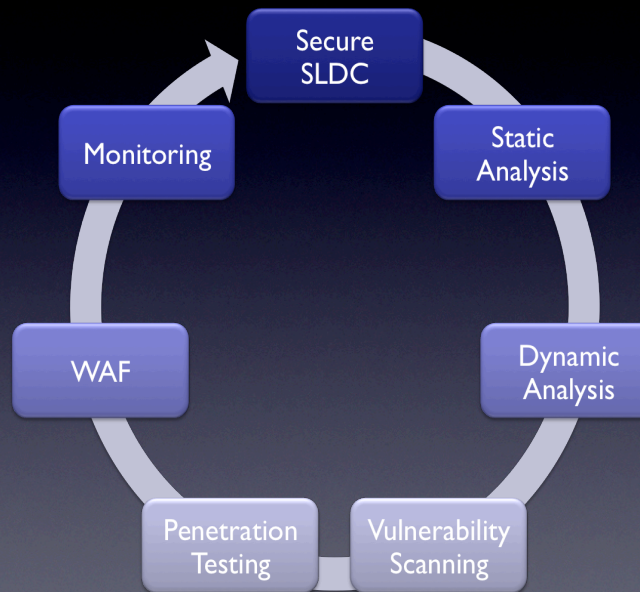 Secure
SLDC
Static
Analysis
Dynamic
Analysis
Vulnerability
Scanning
Penetration
Testing
WAF
Monitoring